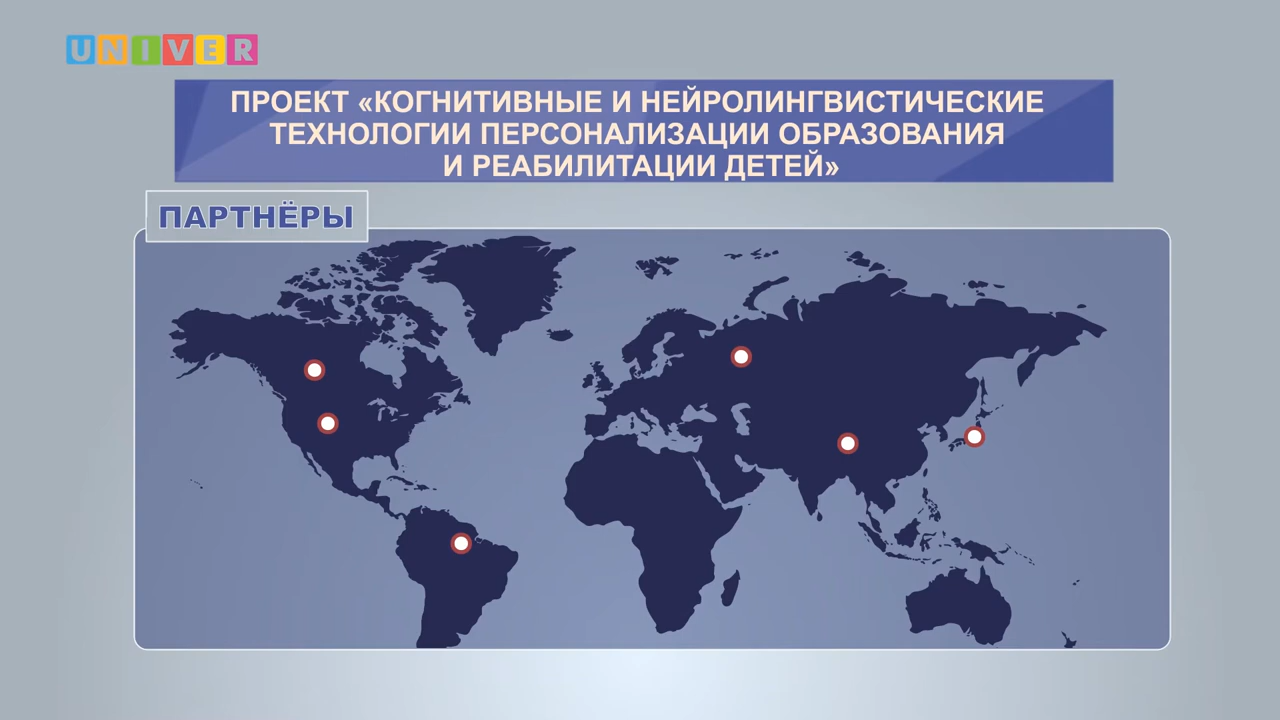 UNIVER
ПРОЕКТ «КОГНИТИВНЫЕ И НЕЙРОЛИНГВИСТИЧЕСКИЕ
ТЕХНОЛОГИИ ПЕРСОНАЛИЗАЦИИ ОБРАЗОВАНИЯ
И РЕАБИЛИТАЦИИ ДЕТЕЙ»
ПАРТНЁРЫ